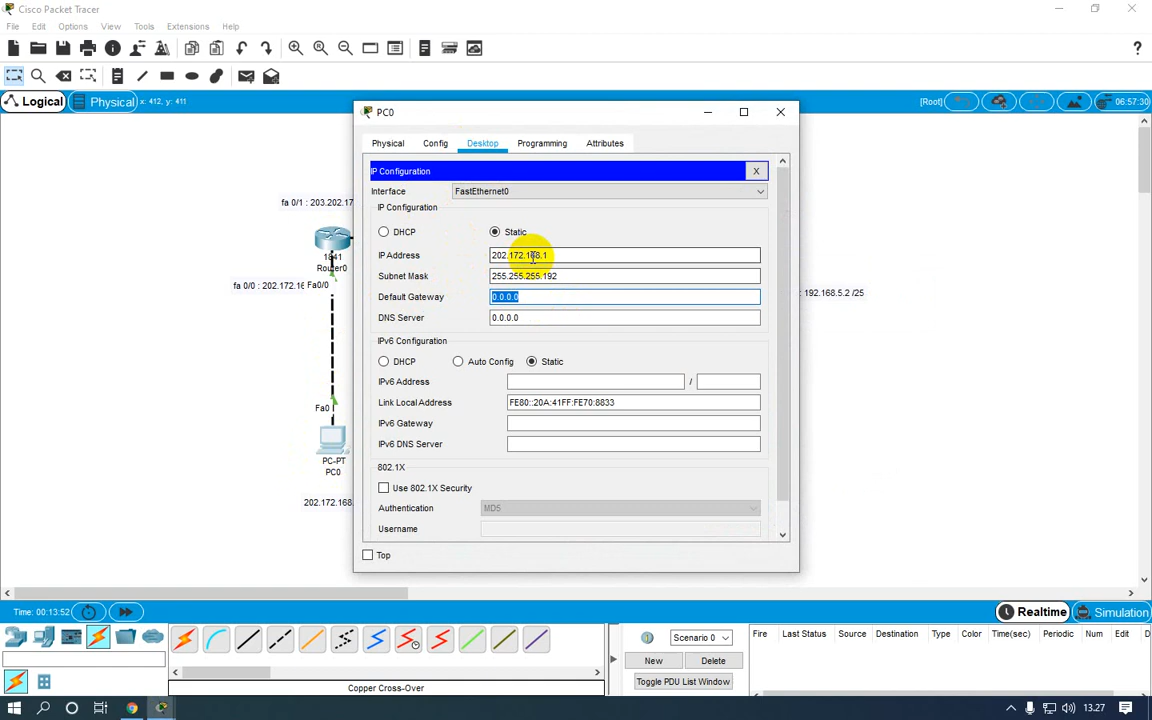 Cisco Packet Tracer
File Edit Options View Tools Extensions Help
Logical Physical x: 412, y: 411 [Root] 06:57:30
PC0
Physical Config Desktop Programming Attributes
IP Configuration X
Interface FastEthernet0
IP Configuration
DHCP Static
IP Address 202.172.168.1
Subnet Mask 255.255.255.192
Default Gateway 0.0.0.0
DNS Server 0.0.0.0
IPv6 Configuration
DHCP Auto Config Static
IPv6 Address /
Link Local Address FE80::20A:41FF:FE70:8833
IPv6 Gateway
IPv6 DNS Server
802.1X
Use 802.1X Security
Authentication MD5
Username
Top
fa 0/1 : 203.202.17
1841
Router0
fa 0/0 : 202.172.16 Fa0/0
Fa0
PC-PT
PC0
202.172.168.
192.168.5.2 /25
Time: 00:13:52 Realtime Simulation
Scenario 0
New Delete
Toggle PDU List Window
Fire Last Status Source Destination Type Color Time(sec) Periodic Num Edit D
Copper Cross-Over
13.27